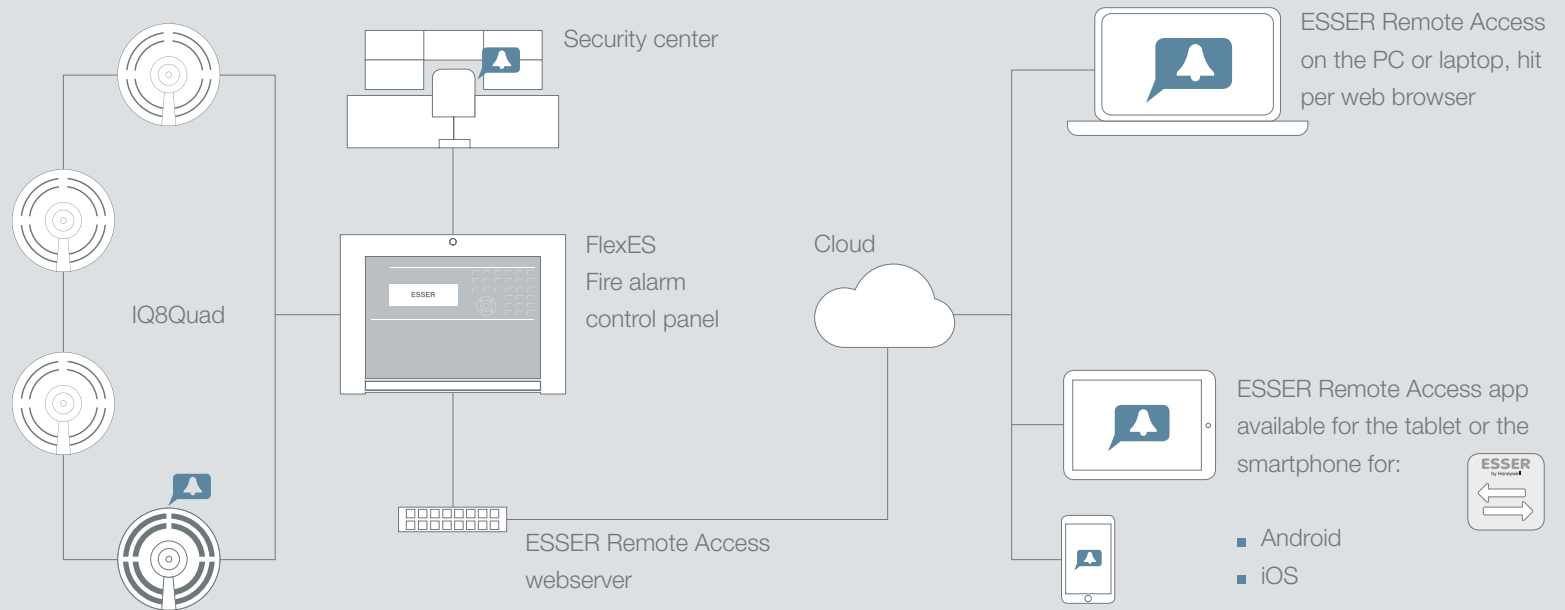 Security center
ESSER Remote Access
on the PC or laptop, hit
per web browser
IQ8Quad
ESSER
FlexES
Fire alarm
control panel
Cloud
ESSER Remote Access app
available for the tablet or the
smartphone for:
ESSER
by Honeywell
Android
iOS
ESSER Remote Access
webserver